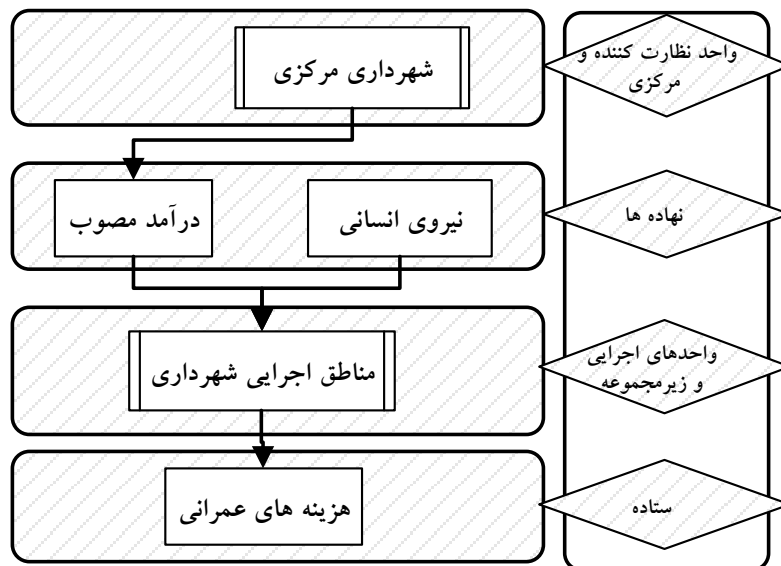 واحد نظارت کننده و
مرکزی
شهرداری مرکزی
نهاده ها
نیروی انسانی
درآمد مصوب
واحدهای اجرایی
و زیرمجموعه
مناطق اجرایی شهرداری
ستاده
هزینه های عمرانی